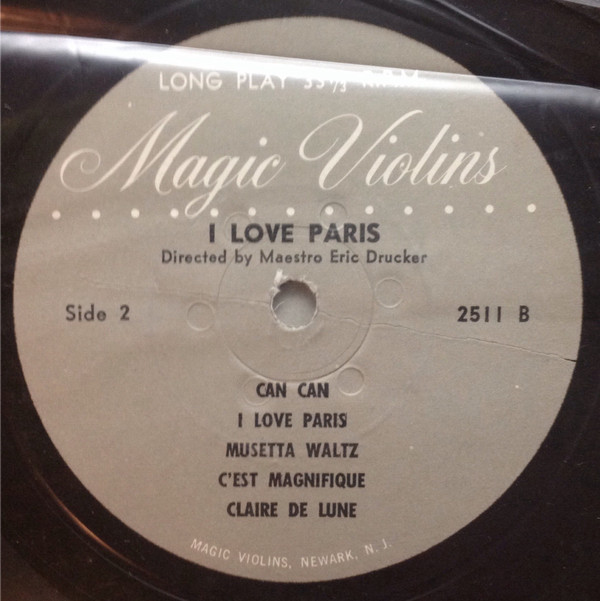 LONG PLAY 33⅓ R.P.M.
Magic Violins
I LOVE PARIS
Directed by Maestro Eric Drucker
Side 2
2511 B
CAN CAN
I LOVE PARIS
MUSETTA WALTZ
C'EST MAGNIFIQUE
CLAIRE DE LUNE
MAGIC VIOLINS, NEWARK, N. J.